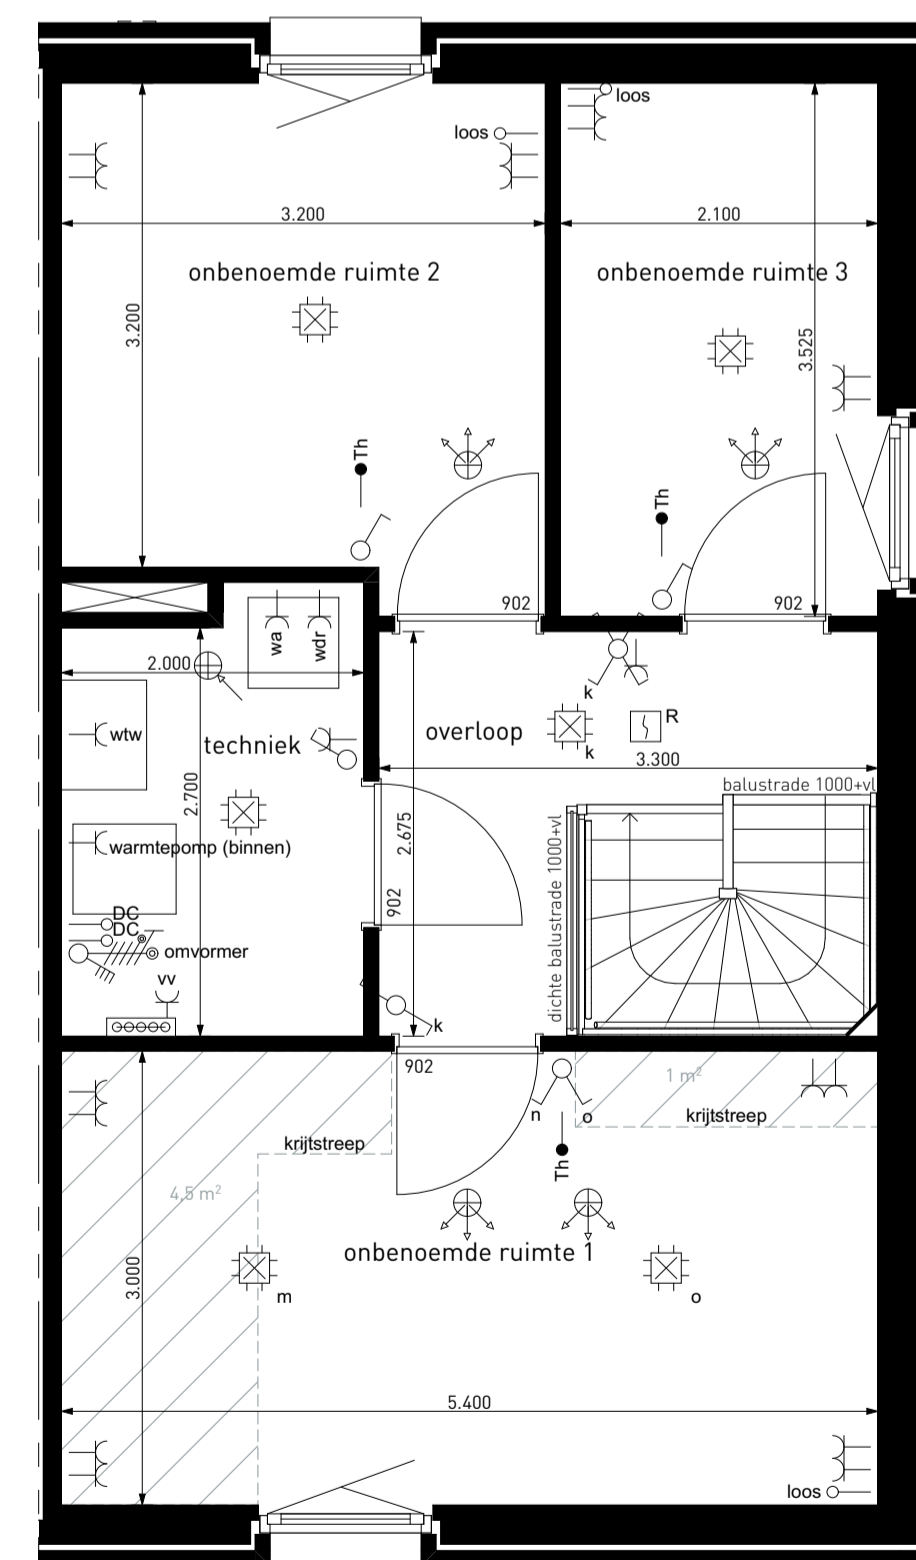 loos
loos
3.200
2.100
onbenoemde ruimte 2
onbenoemde ruimte 3
3.200
3.525
Th
Th
902
902
wa
wdr
2.000
k
R
wtw
techniek
overloop
k
3.300
balustrade 1000+vl
2.700
2.675
dichte balustrade 1000+vl
warmtepomp (binnen)
902
DC
DC
omvormer
vv
k
902
1 m²
n
o
krijtstreep
krijtstreep
Th
4,5 m²
onbenoemde ruimte 1
3.000
m
o
5.400
loos